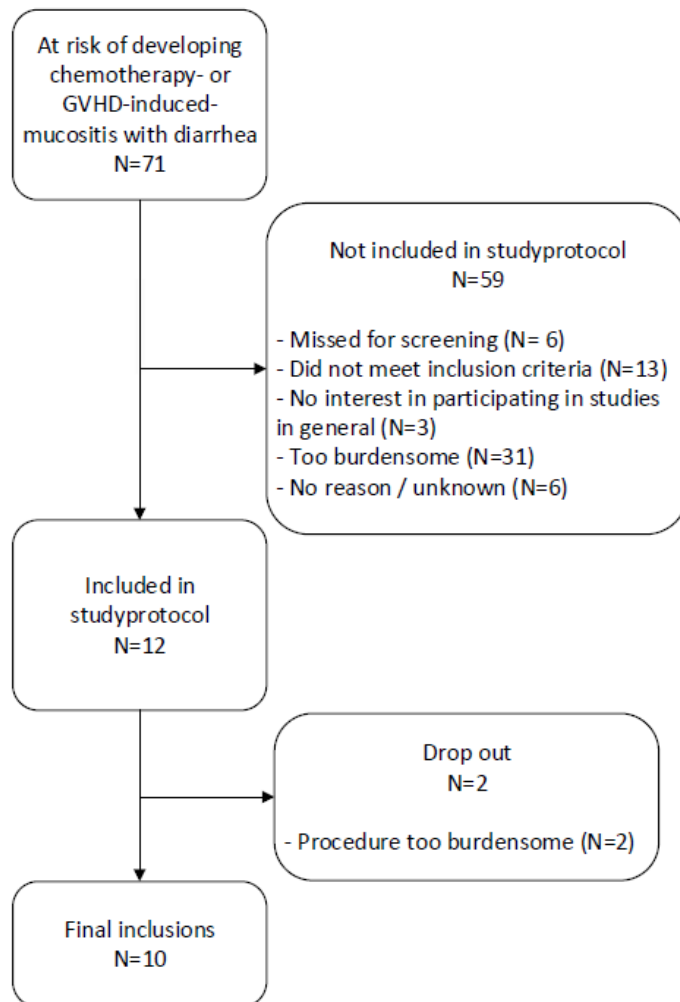 At risk of developing
chemotherapy- or
GVHD-induced-
mucositis with diarrhea
N=71
Not included in studyprotocol
N=59
- Missed for screening (N= 6)
- Did not meet inclusion criteria (N=13)
- No interest in participating in studies
in general (N=3)
- Too burdensome (N=31)
- No reason / unknown (N=6)
Included in
studyprotocol
N=12
Drop out
N=2
- Procedure too burdensome (N=2)
Final inclusions
N=10